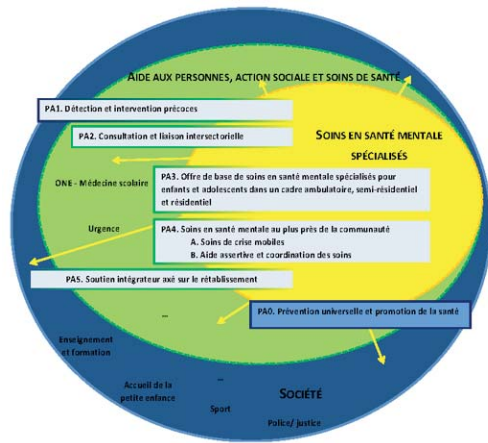 AIDE AUX PERSONNES, ACTION SOCIALE ET SOINS DE SANTÉ
PA1. Détection et intervention précoces
PA2. Consultation et liaison intersectorielle
SOINS EN SANTÉ MENTALE
SPÉCIALISÉS
ONE - Médecine scolaire
PA3. Offre de base de soins en santé mentale spécialisés pour
enfants et adolescents dans un cadre ambulatoire, semi-résidentiel
et résidentiel
Urgence
PA4. Soins en santé mentale au plus près de la communauté
A. Soins de crise mobiles
B. Aide assertive et coordination des soins
PA5. Soutien intégrateur axé sur le rétablissement
PA0. Prévention universelle et promotion de la santé
...
Enseignement
et formation
Accueil de la
petite enfance
...
Sport
SOCIÉTÉ
Police/ justice